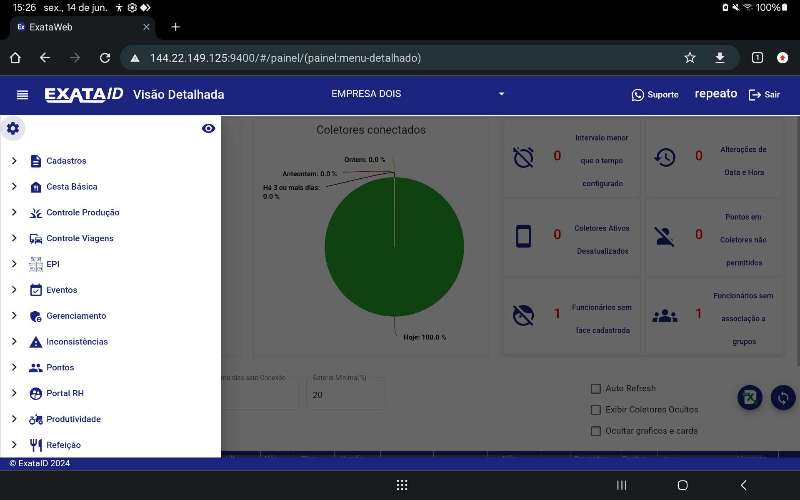 15:26 sex., 14 de jun.
100%
Ex ExataWeb
144.22.149.125:9400/#/painel/(painel:menu-detalhado)
1
EXATAID Visão Detalhada
EMPRESA DOIS
Suporte
repeato
Sair
Cadastros
Cesta Básica
Controle Produção
Controle Viagens
EPI
Eventos
Gerenciamento
Inconsistências
Pontos
Portal RH
Produtividade
Refeição
Coletores conectados
Ontem: 0.0 %
Anteontem: 0.0 %
Há 3 ou mais dias:
0.0 %
Hoje: 100.0 %
0
Intervalo menor
que o tempo
configurado
0
Alterações de
Data e Hora
0
Coletores Ativos
Desatualizados
0
Pontos em
Coletores não
permitidos
1
Funcionários sem
face cadastrada
1
Funcionários sem
associação a
grupos
dias sem Conexão
Bateria Mínima(%)
20
Auto Refresh
Exibir Coletores Ocultos
Ocultar graficos e cards
© ExataID 2024